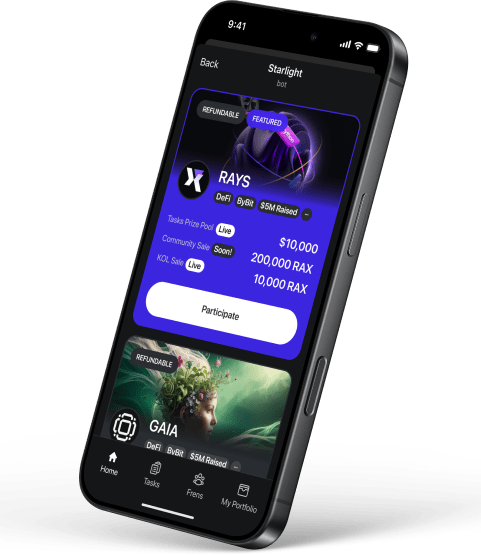 9:41
Back
Starlight
bot
REFUNDABLE
FEATURED
RAYS
DeFi
ByBit
$5M Raised
Tasks Prize Pool
Live
$10,000
Community Sale
Soon!
200,000 RAX
KOL Sale
Live
10,000 RAX
Participate
REFUNDABLE
GAIA
DeFi
ByBit
$5M Raised
Home
Tasks
Frens
My Portfolio